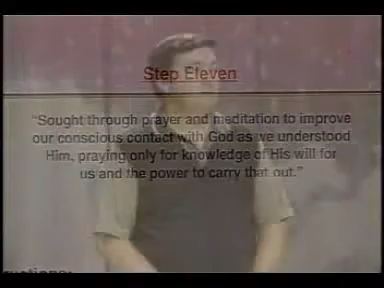 Step Eleven
"Sought through prayer and meditation to improve
our conscious contact with God as we understood
Him, praying only for knowledge of His will for
us and the power to carry that out."